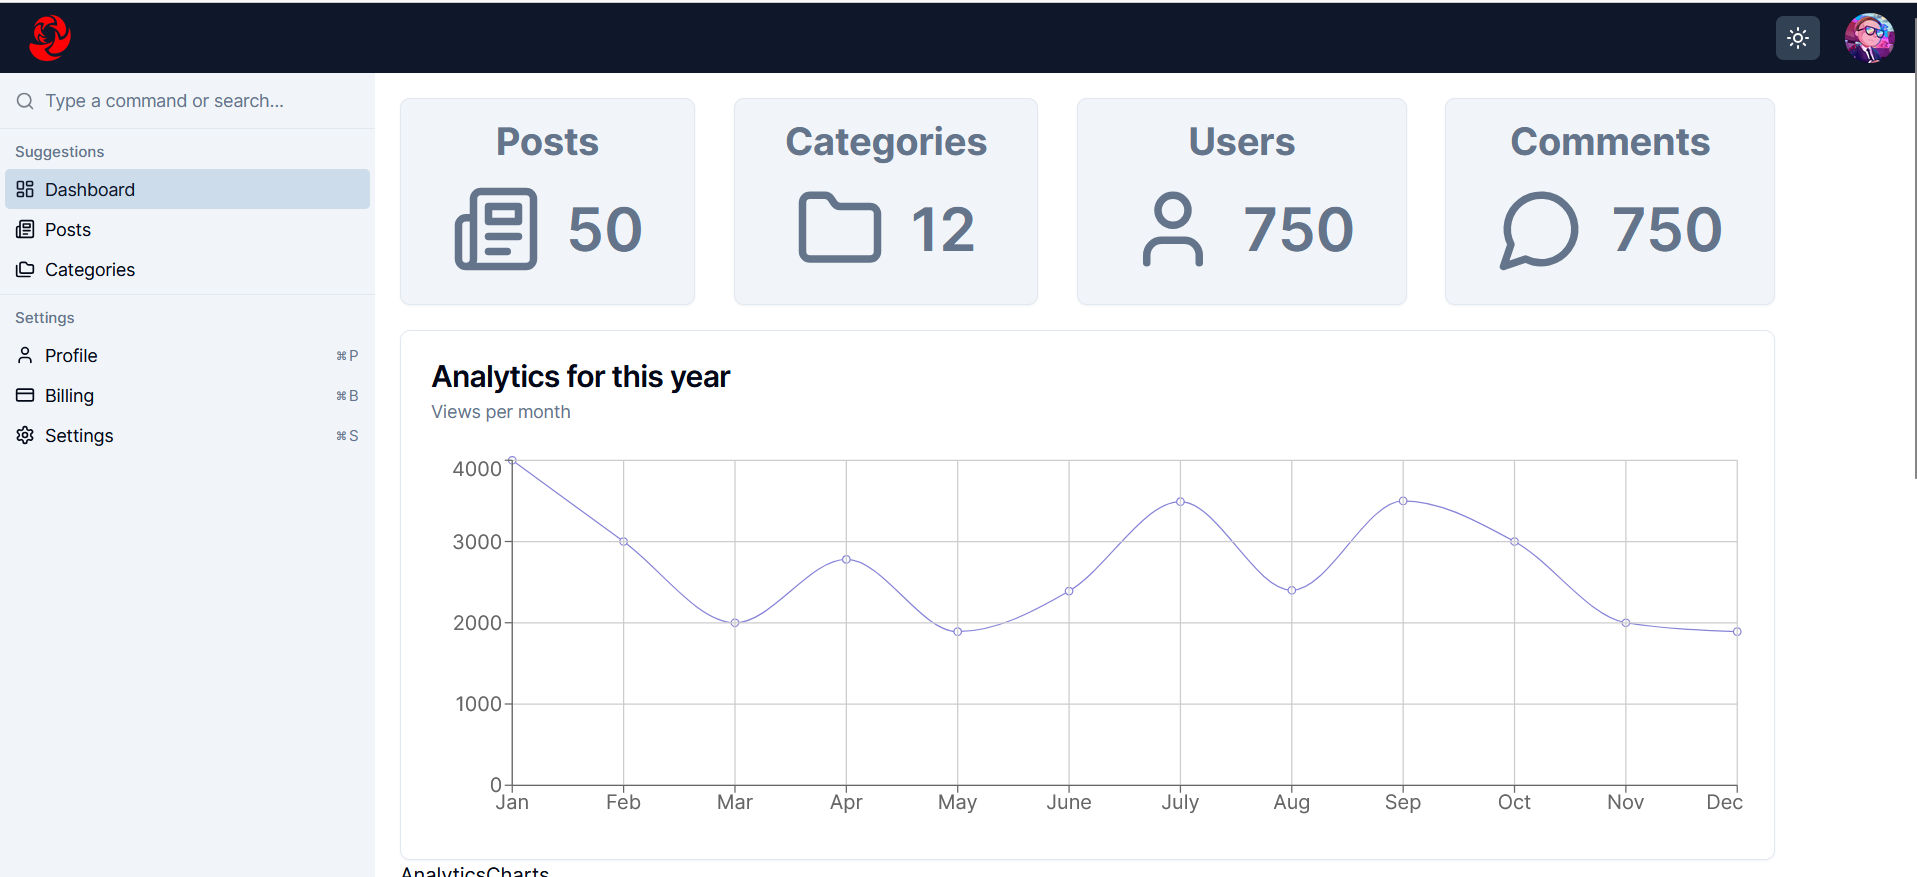 Type a command or search...
Suggestions
Dashboard
Posts
Categories
Settings
Profile ⌘P
Billing ⌘B
Settings ⌘S
Posts
50
Categories
12
Users
750
Comments
750
Analytics for this year
Views per month
4000
3000
2000
1000
0
Jan Feb Mar Apr May June July Aug Sep Oct Nov Dec
AnalyticsCharts